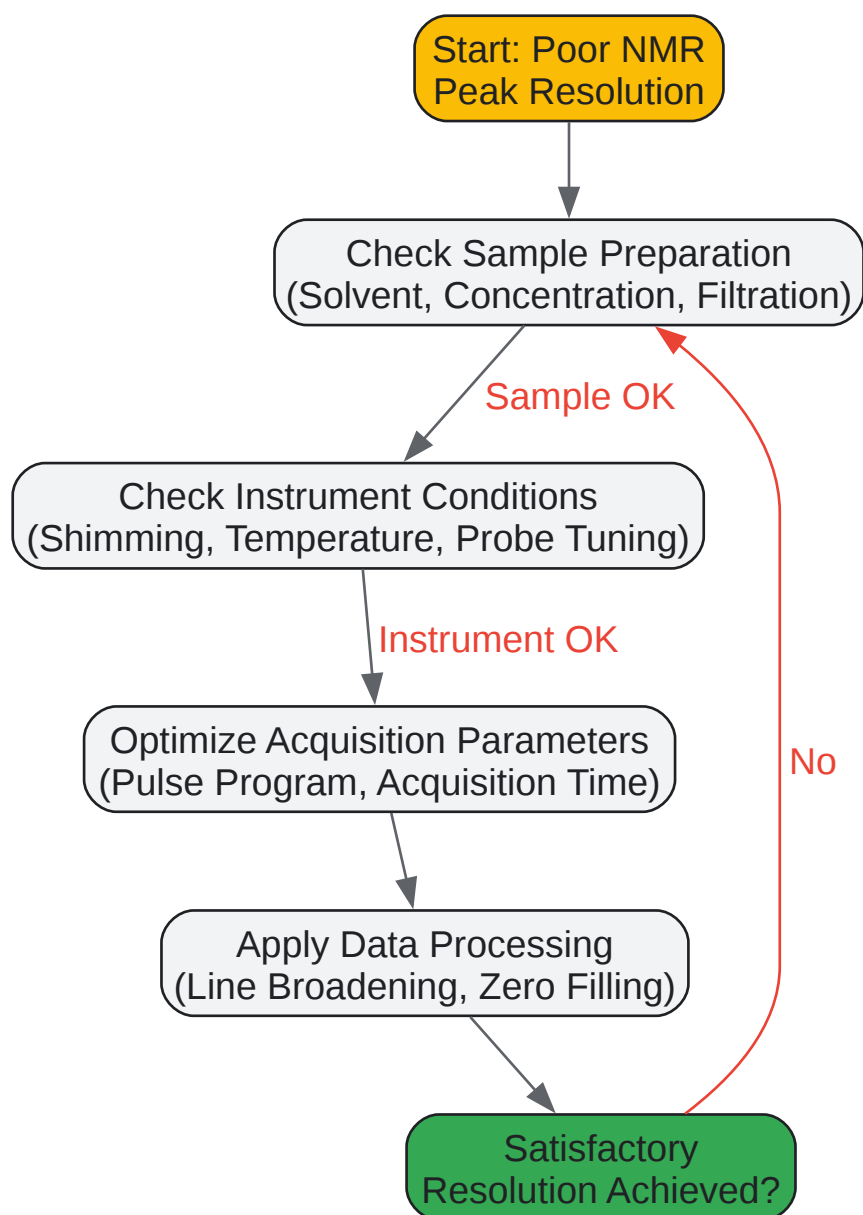 Start: Poor NMR
Peak Resolution
Check Sample Preparation
(Solvent, Concentration, Filtration)
Sample OK
Check Instrument Conditions
(Shimming, Temperature, Probe Tuning)
Instrument OK
Optimize Acquisition Parameters
(Pulse Program, Acquisition Time)
No
Apply Data Processing
(Line Broadening, Zero Filling)
Satisfactory
Resolution Achieved?